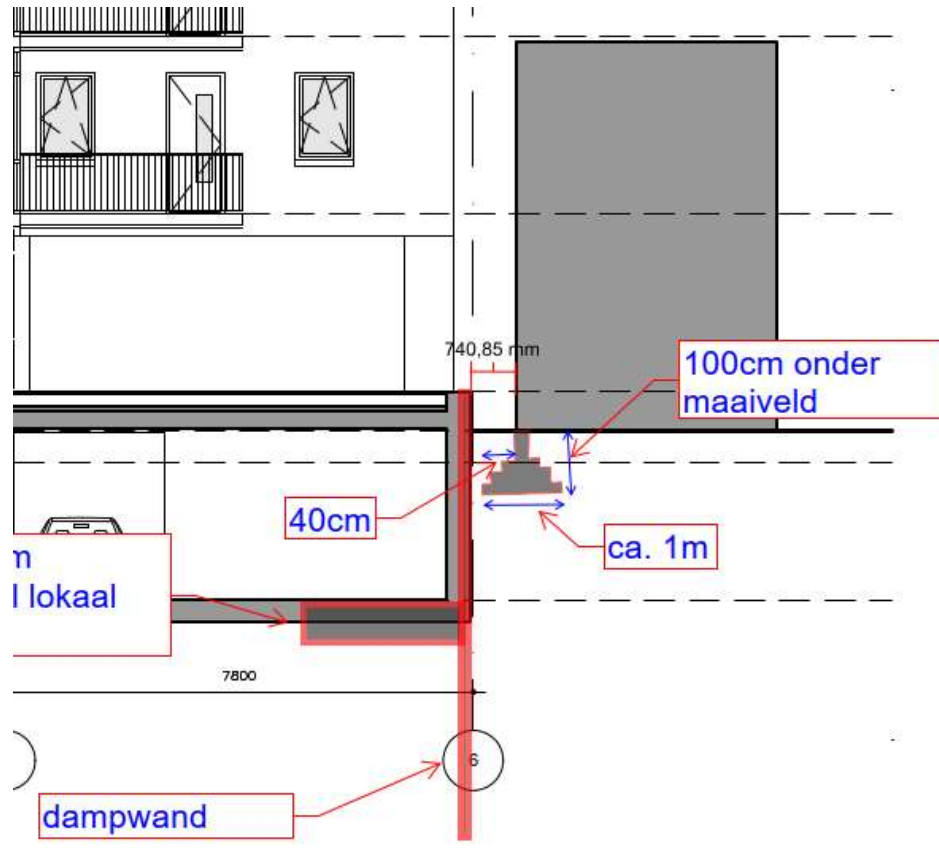 740,85 mm
100cm onder
maaiveld
40cm
ca. 1m
m
l lokaal
7800
6
dampwand